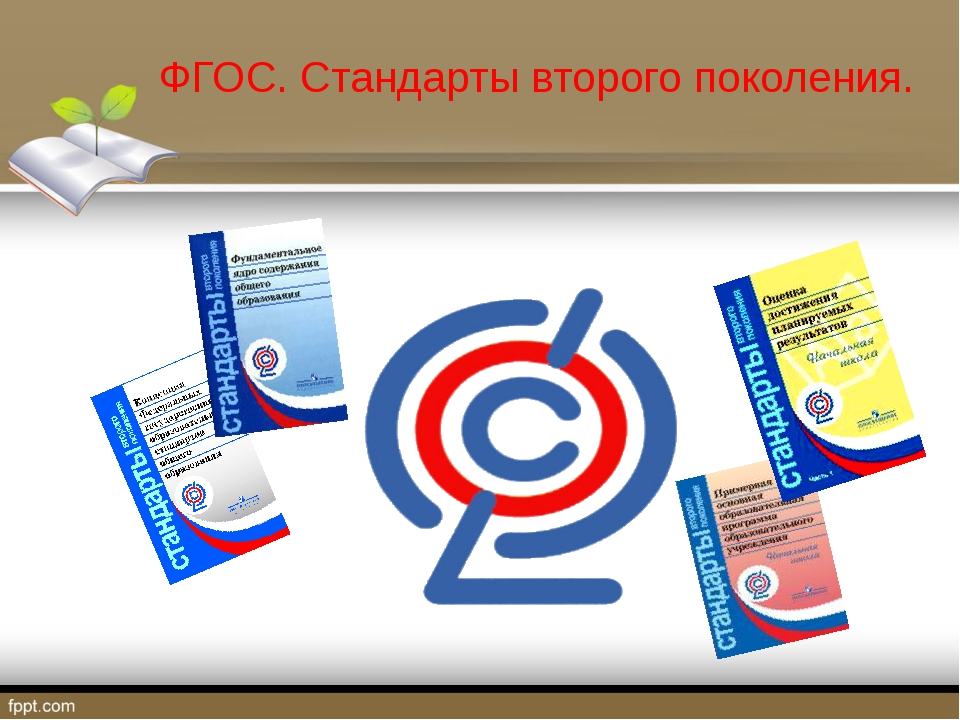 ФГОС. Стандарты второго поколения.
стандарты
второго
поколения
Фундаментальное
ядро содержания
общего
образования
стандарты
второго
поколения
Концепция
Федеральных
государственных
образовательных
стандартов
общего
образования
С
стандарты
второго
поколения
Оценка
достижения
планируемых
результатов
Начальная
школа
Часть 1
стандарты
второго
поколения
Примерная
основная
образовательная
программа
образовательного
учреждения
Начальная
школа
fppt.com